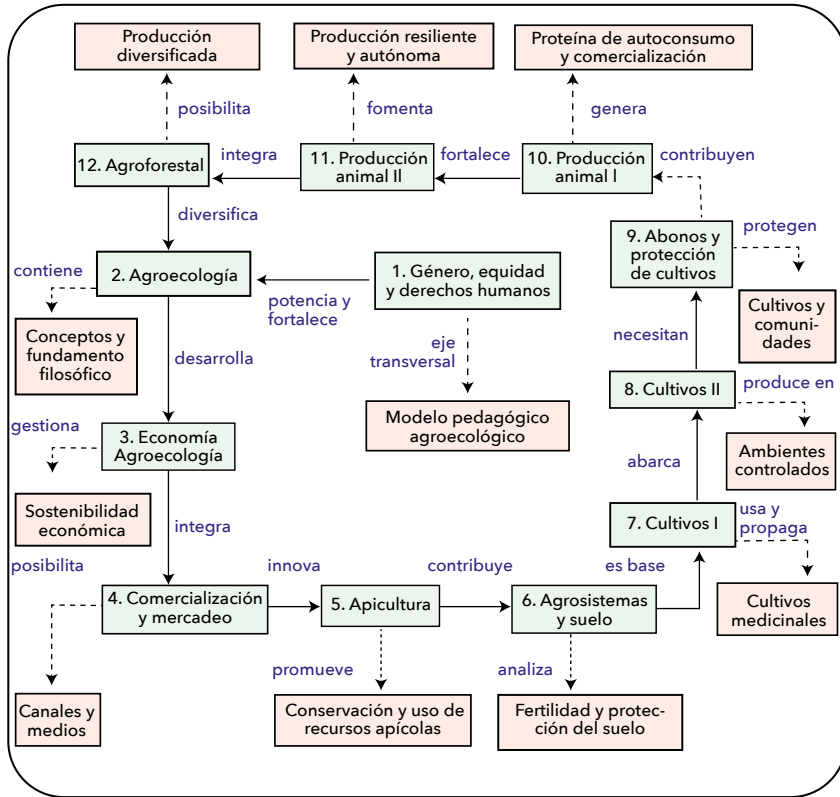 Producción
diversificada
Producción resiliente
y autónoma
Proteína de autoconsumo
y comercialización
posibilita
fomenta
genera
12. Agroforestal
integra
11. Producción
animal II
fortalece
10. Producción
animal I
contribuyen
diversifica
9. Abonos y
protección
de cultivos
protegen
contiene
2. Agroecología
1. Género, equidad
y derechos humanos
potencia y
fortalece
Cultivos y
comuni-
dades
Conceptos y
fundamento
filosófico
desarrolla
eje
transversal
necesitan
8. Cultivos II
produce en
Modelo pedagógico
agroecológico
gestiona
3. Economía
Agroecología
Ambientes
controlados
abarca
Sostenibilidad
económica
integra
7. Cultivos I
usa y
propaga
posibilita
innova
contribuye
es base
4. Comercialización
y mercadeo
5. Apicultura
6. Agrosistemas
y suelo
Cultivos
medicinales
promueve
analiza
Canales y
medios
Conservación y uso de
recursos apícolas
Fertilidad y protec-
ción del suelo